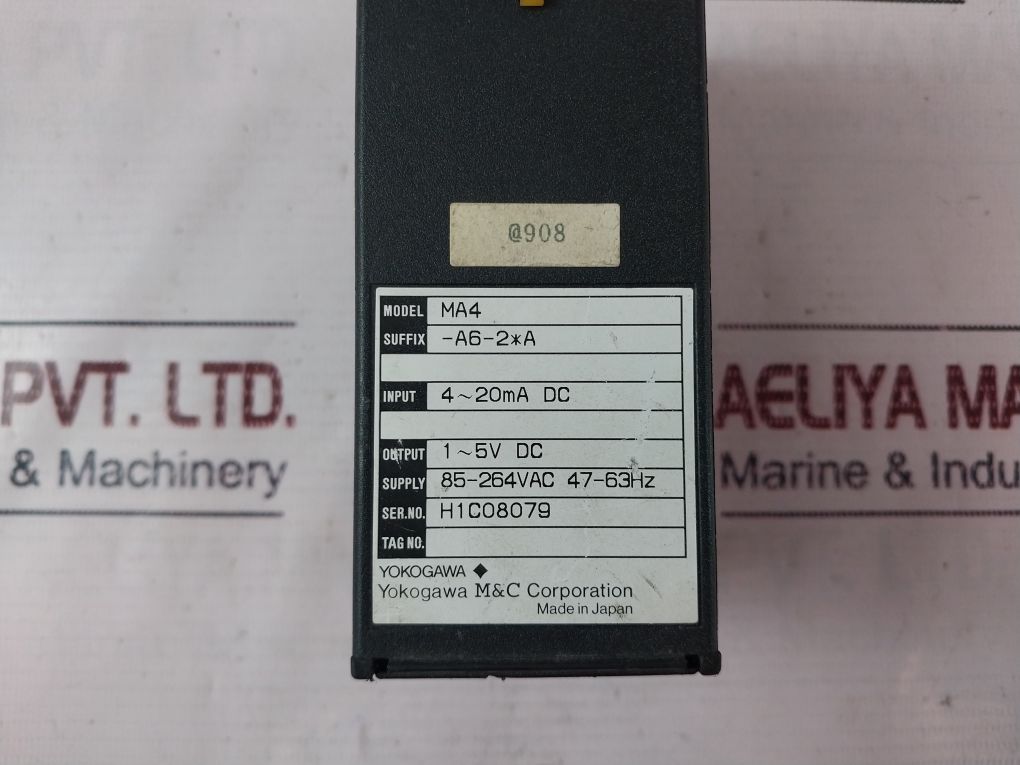 @908
MODEL MA4
SUFFIX -A6-2*A
INPUT 4~20mA DC
OUTPUT 1~5V DC
SUPPLY 85-264VAC 47-63Hz
SER.NO. H1C08079
TAG NO.
YOKOGAWA ◆
Yokogawa M&C Corporation
Made in Japan
PVT. LTD.
& Machinery
AELIYA MA
Marine & Indu